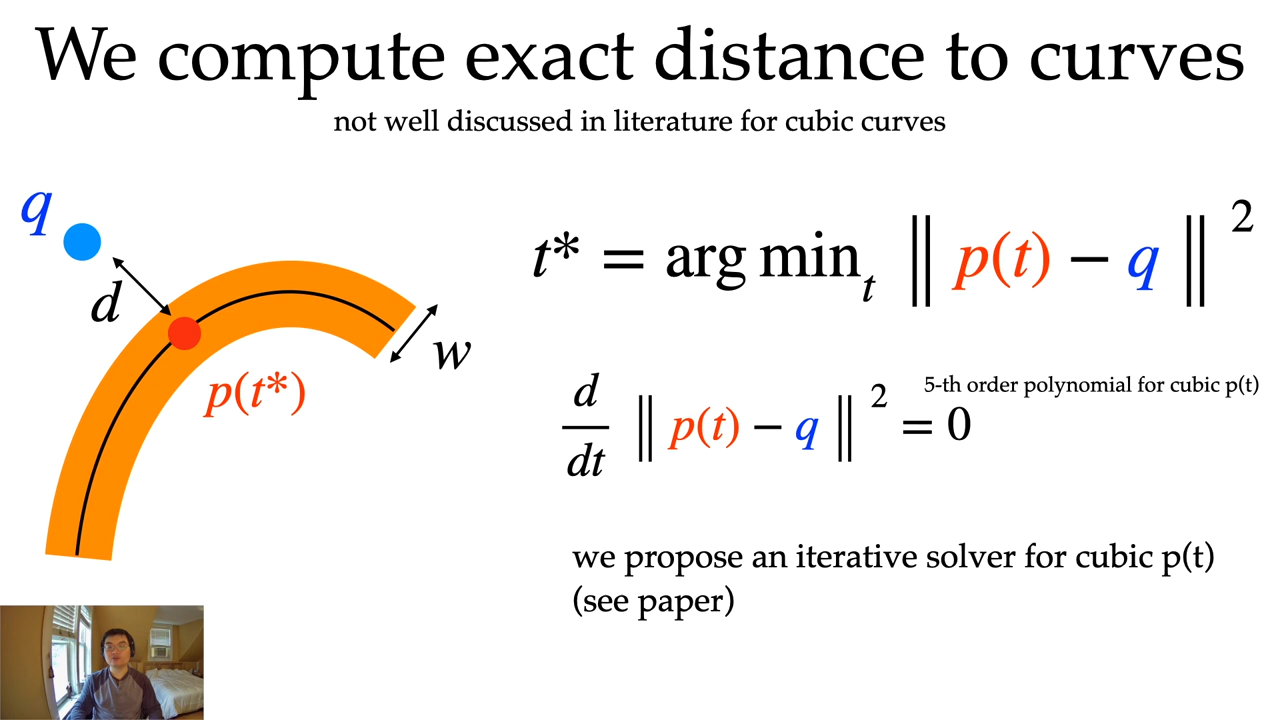 We compute exact distance to curves
not well discussed in literature for cubic curves
q
d
w
p(t*)
t* = arg min_t ‖ p(t) − q ‖²
d/dt ‖ p(t) − q ‖² = 0
5-th order polynomial for cubic p(t)
we propose an iterative solver for cubic p(t)
(see paper)